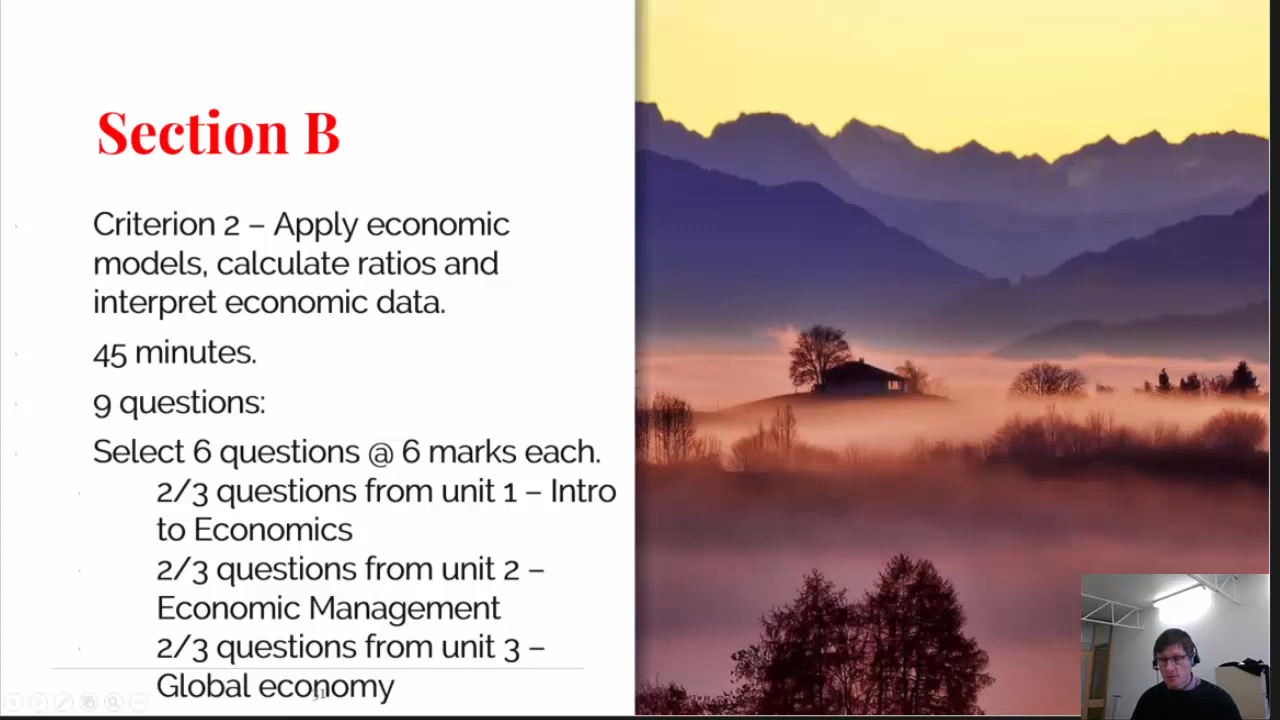 Section B
Criterion 2 – Apply economic
models, calculate ratios and
interpret economic data.
45 minutes.
9 questions:
Select 6 questions @ 6 marks each.
2/3 questions from unit 1 – Intro
to Economics
2/3 questions from unit 2 –
Economic Management
2/3 questions from unit 3 –
Global economy